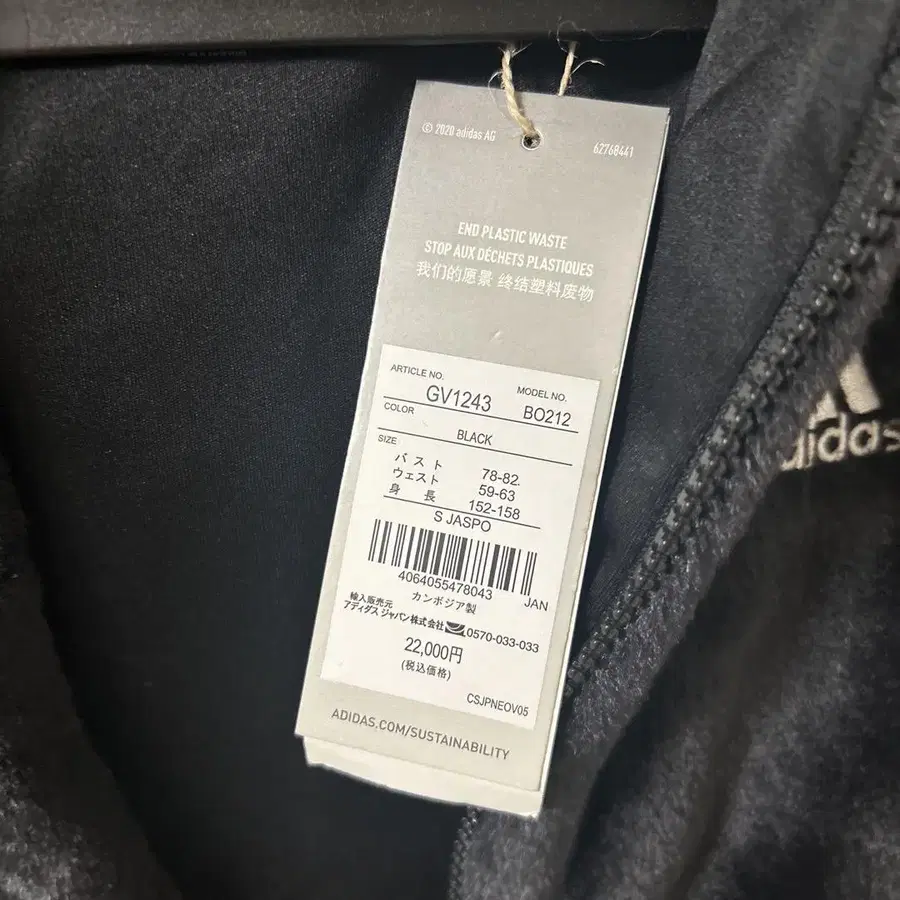 © 2020 adidas AG
62768441
END PLASTIC WASTE
STOP AUX DÉCHETS PLASTIQUES
我们的愿景 终结塑料废物
ARTICLE NO.
GV1243
MODEL NO.
BO212
COLOR
BLACK
SIZE
バスト 78-82
ウェスト 59-63
身長 152-158
S JASPO
4064055478043 JAN
カンボジア製
輸入販売元
アディダス ジャパン株式会社 0570-033-033
22,000円
(税込価格)
CSJPNEOV05
ADIDAS.COM/SUSTAINABILITY
adidas